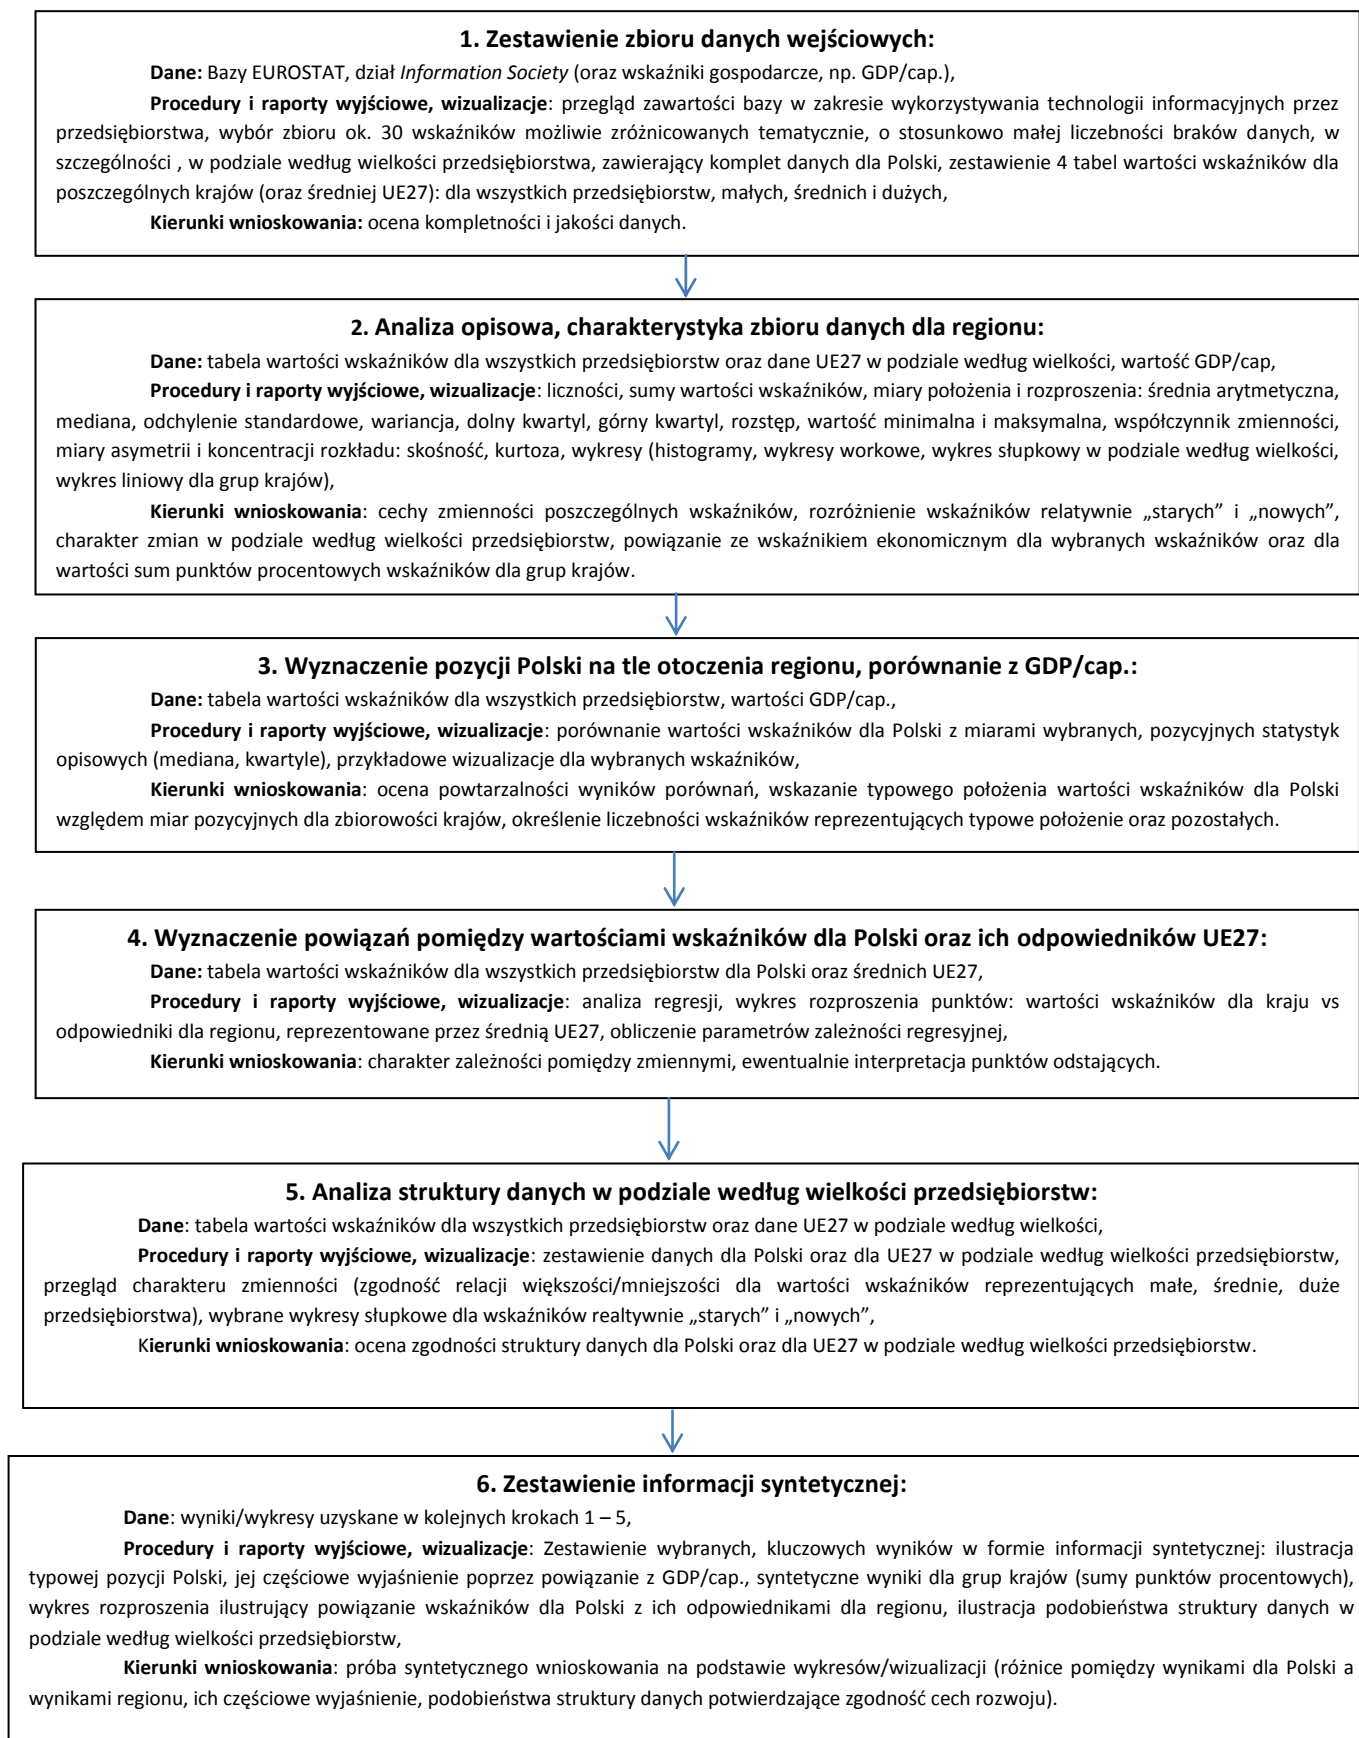 1. Zestawienie zbioru danych wejściowych:
Dane: Bazy EUROSTAT, dział Information Society (oraz wskaźniki gospodarcze, np. GDP/cap.),
Procedury i raporty wyjściowe, wizualizacje: przegląd zawartości bazy w zakresie wykorzystywania technologii informacyjnych przez
przedsiębiorstwa, wybór zbioru ok. 30 wskaźników możliwie zróżnicowanych tematycznie, o stosunkowo małej liczebności braków danych, w
szczególności , w podziale według wielkości przedsiębiorstwa, zawierający komplet danych dla Polski, zestawienie 4 tabel wartości wskaźników dla
poszczególnych krajów (oraz średniej UE27): dla wszystkich przedsiębiorstw, małych, średnich i dużych,
Kierunki wnioskowania: ocena kompletności i jakości danych.
2. Analiza opisowa, charakterystyka zbioru danych dla regionu:
Dane: tabela wartości wskaźników dla wszystkich przedsiębiorstw oraz dane UE27 w podziale według wielkości, wartość GDP/cap,
Procedury i raporty wyjściowe, wizualizacje: liczności, sumy wartości wskaźników, miary położenia i rozproszenia: średnia arytmetyczna,
mediana, odchylenie standardowe, wariancja, dolny kwartyl, górny kwartyl, rozstęp, wartość minimalna i maksymalna, współczynnik zmienności,
miary asymetrii i koncentracji rozkładu: skośność, kurtoza, wykresy (histogramy, wykresy workowe, wykres słupkowy w podziale według wielkości,
wykres liniowy dla grup krajów),
Kierunki wnioskowania: cechy zmienności poszczególnych wskaźników, rozróżnienie wskaźników relatywnie „starych” i „nowych”,
charakter zmian w podziale według wielkości przedsiębiorstw, powiązanie ze wskaźnikiem ekonomicznym dla wybranych wskaźników oraz dla
wartości sum punktów procentowych wskaźników dla grup krajów.
3. Wyznaczenie pozycji Polski na tle otoczenia regionu, porównanie z GDP/cap.:
Dane: tabela wartości wskaźników dla wszystkich przedsiębiorstw, wartości GDP/cap.,
Procedury i raporty wyjściowe, wizualizacje: porównanie wartości wskaźników dla Polski z miarami wybranych, pozycyjnych statystyk
opisowych (mediana, kwartyle), przykładowe wizualizacje dla wybranych wskaźników,
Kierunki wnioskowania: ocena powtarzalności wyników porównań, wskazanie typowego położenia wartości wskaźników dla Polski
względem miar pozycyjnych dla zbiorowości krajów, określenie liczebności wskaźników reprezentujących typowe położenie oraz pozostałych.
4. Wyznaczenie powiązań pomiędzy wartościami wskaźników dla Polski oraz ich odpowiedników UE27:
Dane: tabela wartości wskaźników dla wszystkich przedsiębiorstw dla Polski oraz średnich UE27,
Procedury i raporty wyjściowe, wizualizacje: analiza regresji, wykres rozproszenia punktów: wartości wskaźników dla kraju vs
odpowiedniki dla regionu, reprezentowane przez średnią UE27, obliczenie parametrów zależności regresyjnej,
Kierunki wnioskowania: charakter zależności pomiędzy zmiennymi, ewentualnie interpretacja punktów odstających.
5. Analiza struktury danych w podziale według wielkości przedsiębiorstw:
Dane: tabela wartości wskaźników dla wszystkich przedsiębiorstw oraz dane UE27 w podziale według wielkości,
Procedury i raporty wyjściowe, wizualizacje: zestawienie danych dla Polski oraz dla UE27 w podziale według wielkości przedsiębiorstw,
przegląd charakteru zmienności (zgodność relacji większości/mniejszości dla wartości wskaźników reprezentujących małe, średnie, duże
przedsiębiorstwa), wybrane wykresy słupkowe dla wskaźników realtywnie „starych” i „nowych”,
Kierunki wnioskowania: ocena zgodności struktury danych dla Polski oraz dla UE27 w podziale według wielkości przedsiębiorstw.
6. Zestawienie informacji syntetycznej:
Dane: wyniki/wykresy uzyskane w kolejnych krokach 1 – 5,
Procedury i raporty wyjściowe, wizualizacje: Zestawienie wybranych, kluczowych wyników w formie informacji syntetycznej: ilustracja
typowej pozycji Polski, jej częściowe wyjaśnienie poprzez powiązanie z GDP/cap., syntetyczne wyniki dla grup krajów (sumy punktów procentowych),
wykres rozproszenia ilustrujący powiązanie wskaźników dla Polski z ich odpowiednikami dla regionu, ilustracja podobieństwa struktury danych w
podziale według wielkości przedsiębiorstw,
Kierunki wnioskowania: próba syntetycznego wnioskowania na podstawie wykresów/wizualizacji (różnice pomiędzy wynikami dla Polski a
wynikami regionu, ich częściowe wyjaśnienie, podobieństwa struktury danych potwierdzające zgodność cech rozwoju).